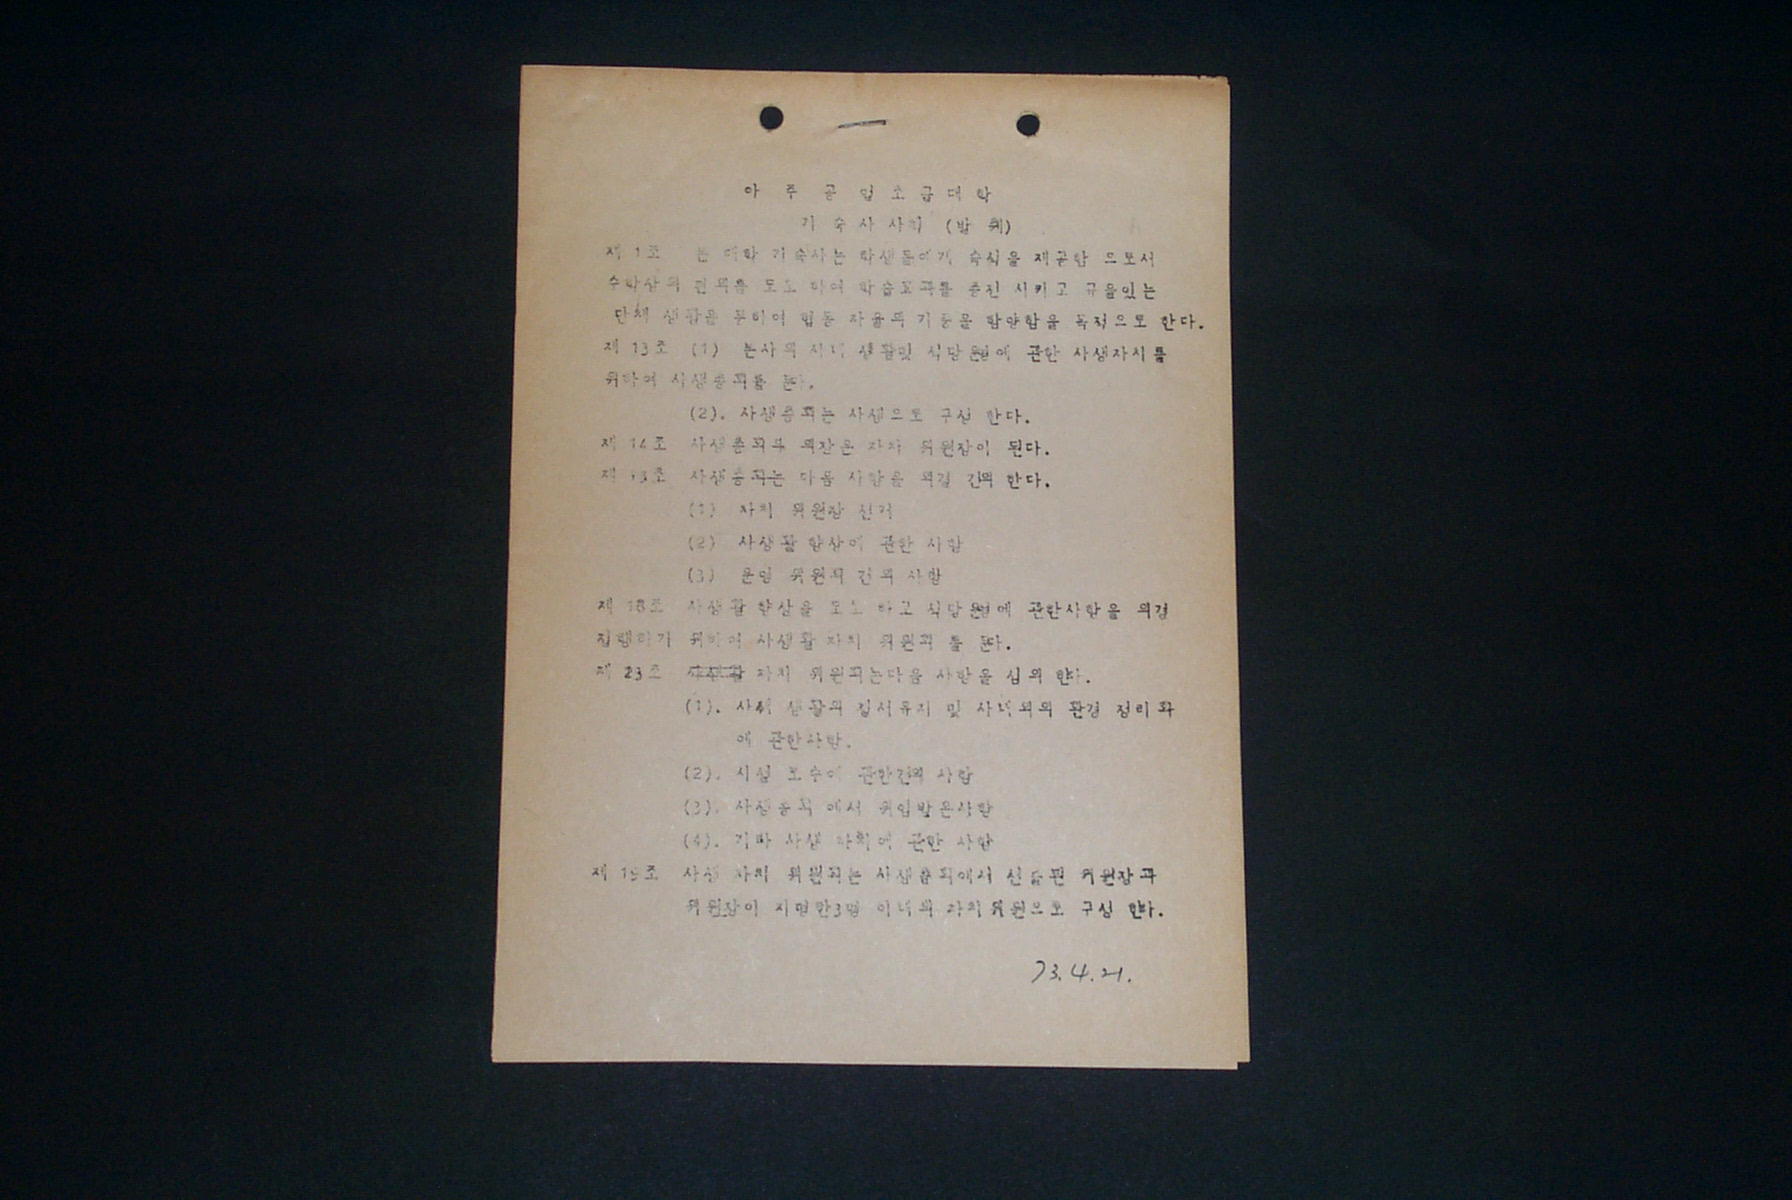 아 주 공 업 초 급 대 학
기 숙 사 사 칙 (발 췌)
제 1 조 본 대학 기숙사는 학생들에게 숙식을 제공함 으로서
수학상의 편의를 도모 하여 학습효과를 증진 시키고 규율있는
단체 생활을 통하여 협동 자율의 기풍을 함양함을 목적으로 한다.
제 13조 (1) 본사의 사내 생활및 식당운영에 관한 사생자치를
위하여 사생총회를 둔다.
(2). 사생총회는 사생으로 구성 한다.
제 14조 사생총회 의장은 자치 위원장이 된다.
제 조 사생총회는 다음 사항을 의결 건의 한다.
(1) 자치 위원장 선거
(2) 사생활 향상에 관한 사항
(3) 운영 위원회 건의 사항
제 18조 사생활 향상을 도모 하고 식당운영에 관한사항을 의결
집행하기 위하여 사생활 자치 위원회 를 둔다.
제 23조 사생활 자치 위원회는다음 사항을 심의 한다.
(1). 사내 생활의 질서유지 및 사내외의 환경 정리 화
에 관한사항.
(2). 시설 보수에 관한건의 사항
(3). 사생총회 에서 위임받은사항
(4). 기타 사생 자치에 관한 사항
제 19조 사생 자치 위원회는 사생총회에서 선출된 위원장과
위원장이 지명한3명 이내의 자치위원으로 구성 한다.
73.4.21.